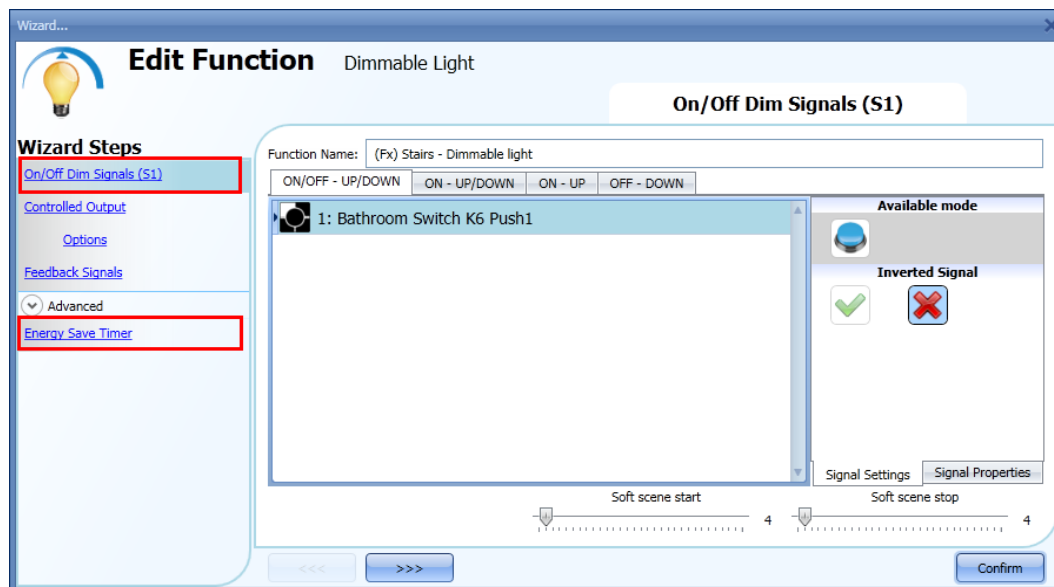 Wizard...
Edit Function Dimmable Light
On/Off Dim Signals (S1)
Wizard Steps
On/Off Dim Signals (S1)
Controlled Output
Options
Feedback Signals
Advanced
Energy Save Timer
Function Name: (Fx) Stairs - Dimmable light
ON/OFF - UP/DOWN ON - UP/DOWN ON - UP OFF - DOWN
1: Bathroom Switch K6 Push1
Available mode
Inverted Signal
Signal Settings Signal Properties
Soft scene start Soft scene stop
4 4
<<< >>> Confirm